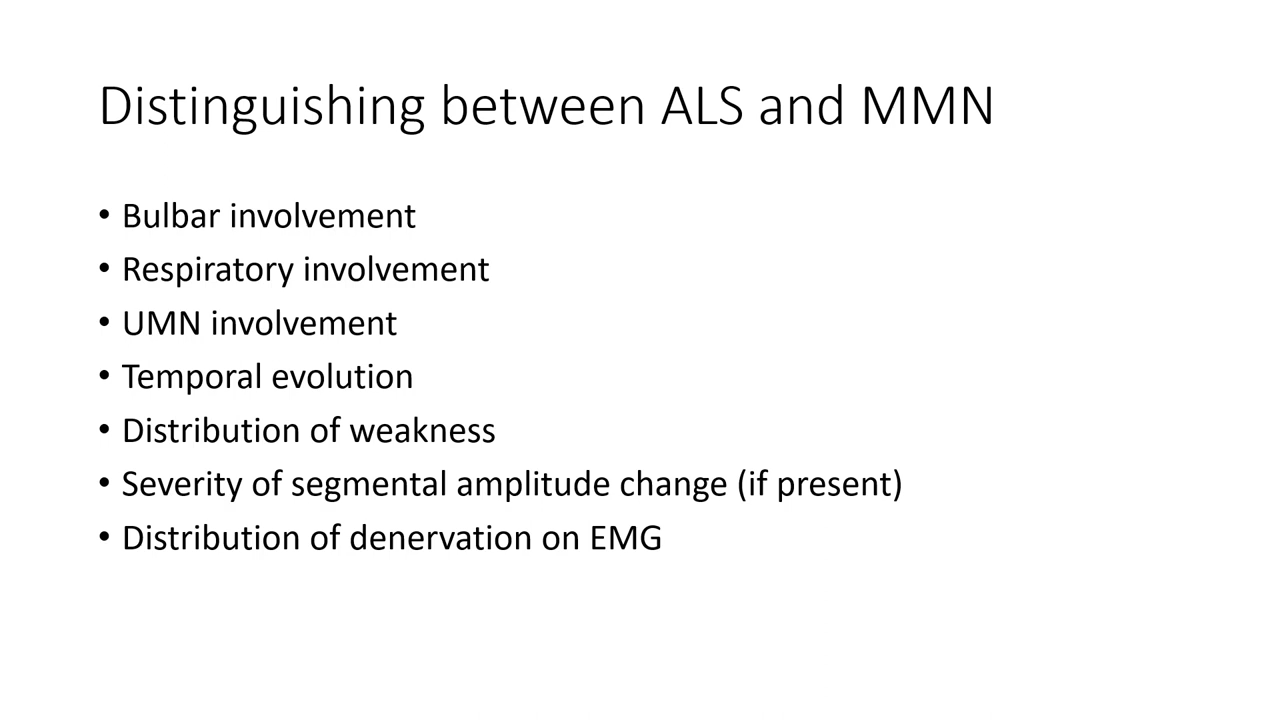 Distinguishing between ALS and MMN
• Bulbar involvement
• Respiratory involvement
• UMN involvement
• Temporal evolution
• Distribution of weakness
• Severity of segmental amplitude change (if present)
• Distribution of denervation on EMG